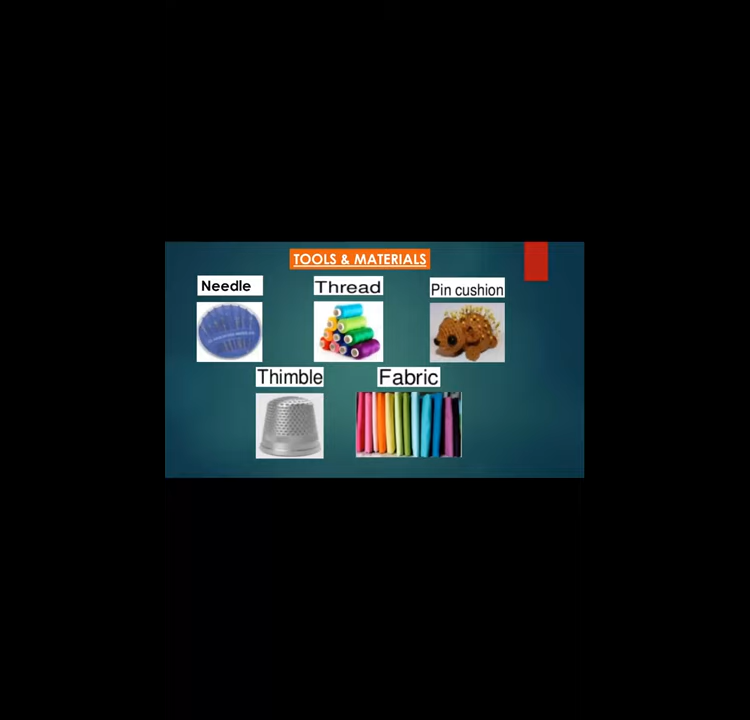 TOOLS & MATERIALS
Needle
Thread
Pin cushion
Thimble
Fabric